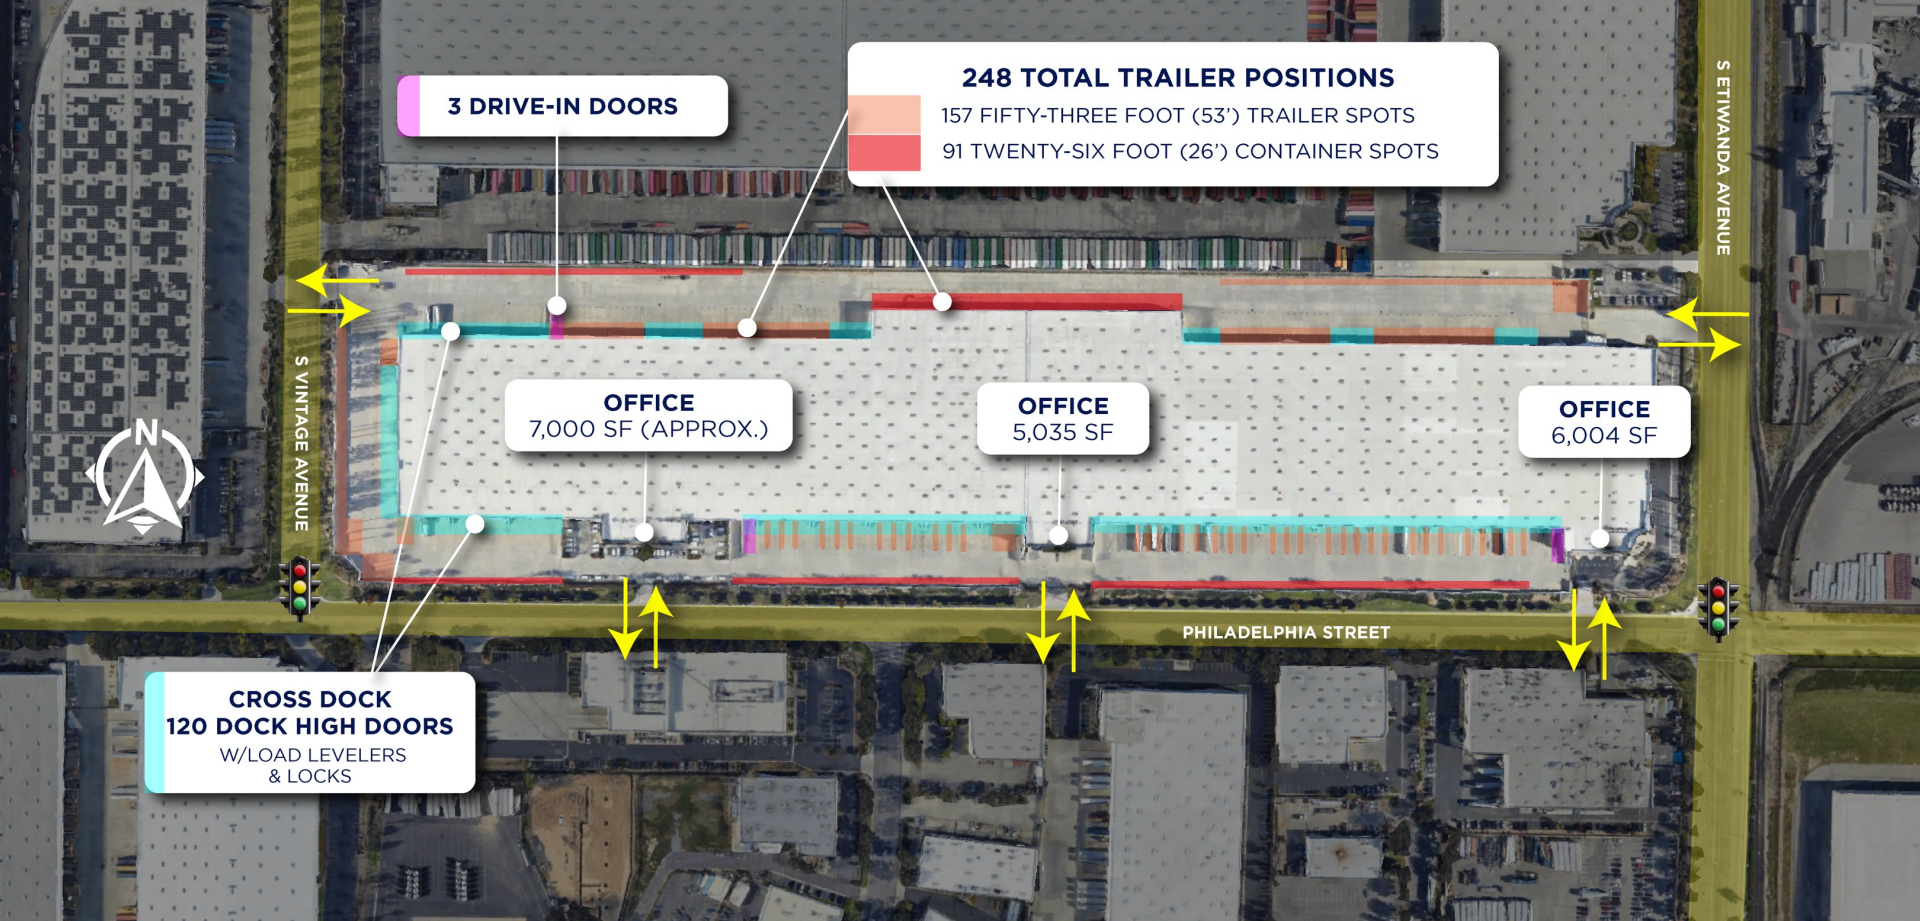 248 TOTAL TRAILER POSITIONS
157 FIFTY-THREE FOOT (53’) TRAILER SPOTS
91 TWENTY-SIX FOOT (26’) CONTAINER SPOTS
3 DRIVE-IN DOORS
S ETIWANDA AVENUE
S VINTAGE AVENUE
N
OFFICE
7,000 SF (APPROX.)
OFFICE
5,035 SF
OFFICE
6,004 SF
PHILADELPHIA STREET
CROSS DOCK
120 DOCK HIGH DOORS
W/LOAD LEVELERS
& LOCKS